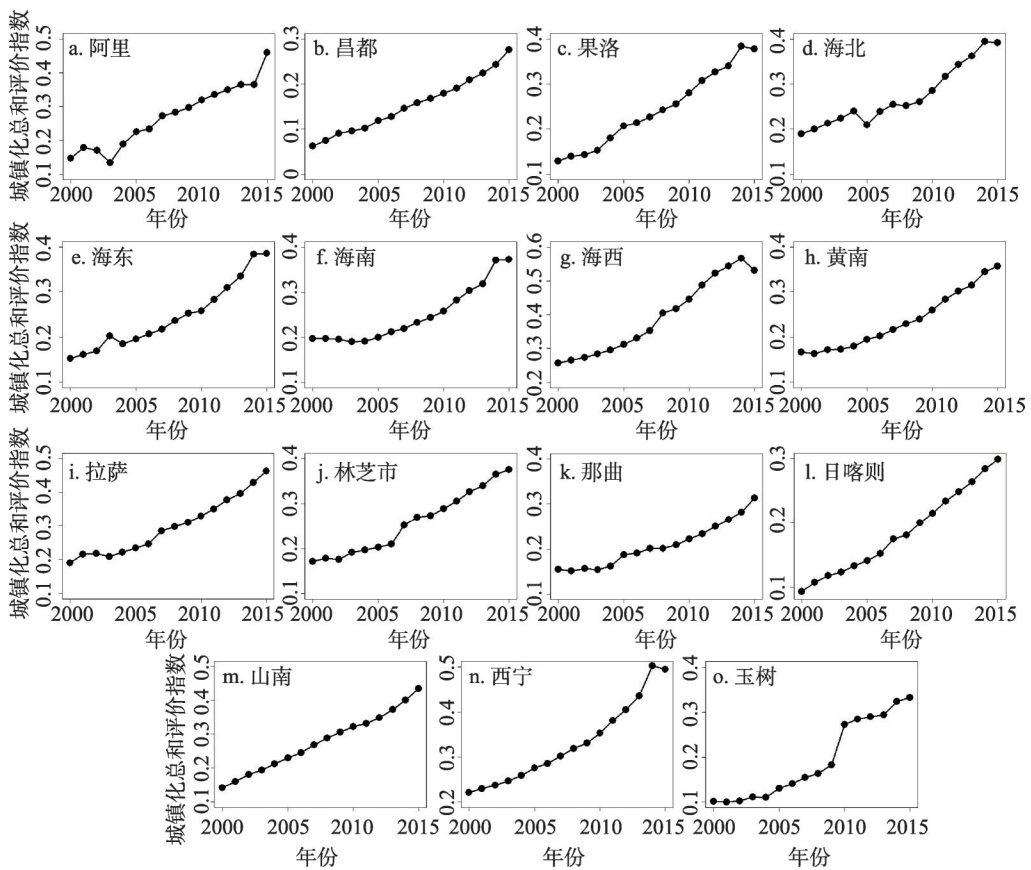 城镇化总和评价指数
0.1 0.2 0.3 0.4 0.5
a. 阿里
2000 2005 2010 2015
年份
0 0.1 0.2 0.3
b. 昌都
2000 2005 2010 2015
年份
0.1 0.2 0.3 0.4
c. 果洛
2000 2005 2010 2015
年份
0.1 0.2 0.3 0.4
d. 海北
2000 2005 2010 2015
年份
城镇化总和评价指数
0.1 0.2 0.3 0.4
e. 海东
2000 2005 2010 2015
年份
0.1 0.2 0.3 0.4
f. 海南
2000 2005 2010 2015
年份
0.2 0.3 0.4 0.5 0.6
g. 海西
2000 2005 2010 2015
年份
0.1 0.2 0.3 0.4
h. 黄南
2000 2005 2010 2015
年份
城镇化总和评价指数
0.1 0.2 0.3 0.4 0.5
i. 拉萨
2000 2005 2010 2015
年份
0.1 0.2 0.3 0.4
j. 林芝市
2000 2005 2010 2015
年份
0.1 0.2 0.3 0.4
k. 那曲
2000 2005 2010 2015
年份
0.1 0.2 0.3
l. 日喀则
2000 2005 2010 2015
年份
城镇化总和评价指数
0.1 0.2 0.3 0.4 0.5
m. 山南
2000 2005 2010 2015
年份
0.2 0.3 0.4 0.5
n. 西宁
2000 2005 2010 2015
年份
0.1 0.2 0.3 0.4
o. 玉树
2000 2005 2010 2015
年份